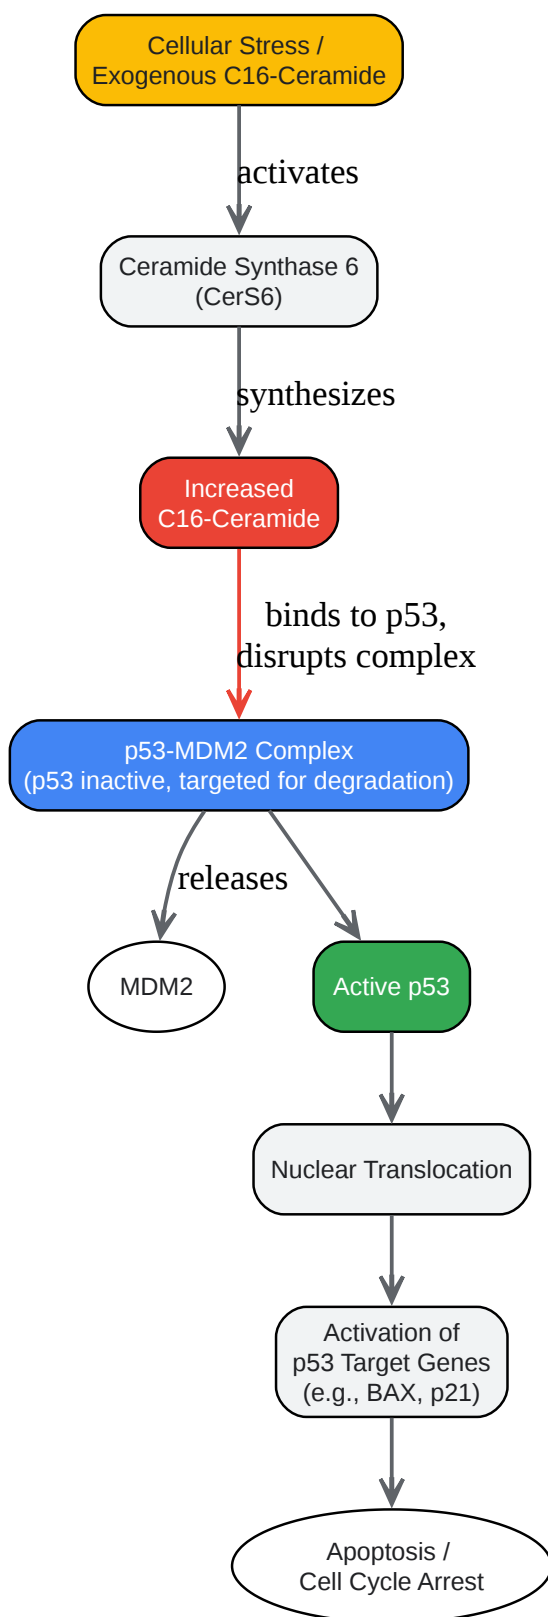 Cellular Stress /
Exogenous C16-Ceramide
activates
Ceramide Synthase 6
(CerS6)
synthesizes
Increased
C16-Ceramide
binds to p53,
disrupts complex
p53-MDM2 Complex
(p53 inactive, targeted for degradation)
releases
MDM2
Active p53
Nuclear Translocation
Activation of
p53 Target Genes
(e.g., BAX, p21)
Apoptosis /
Cell Cycle Arrest